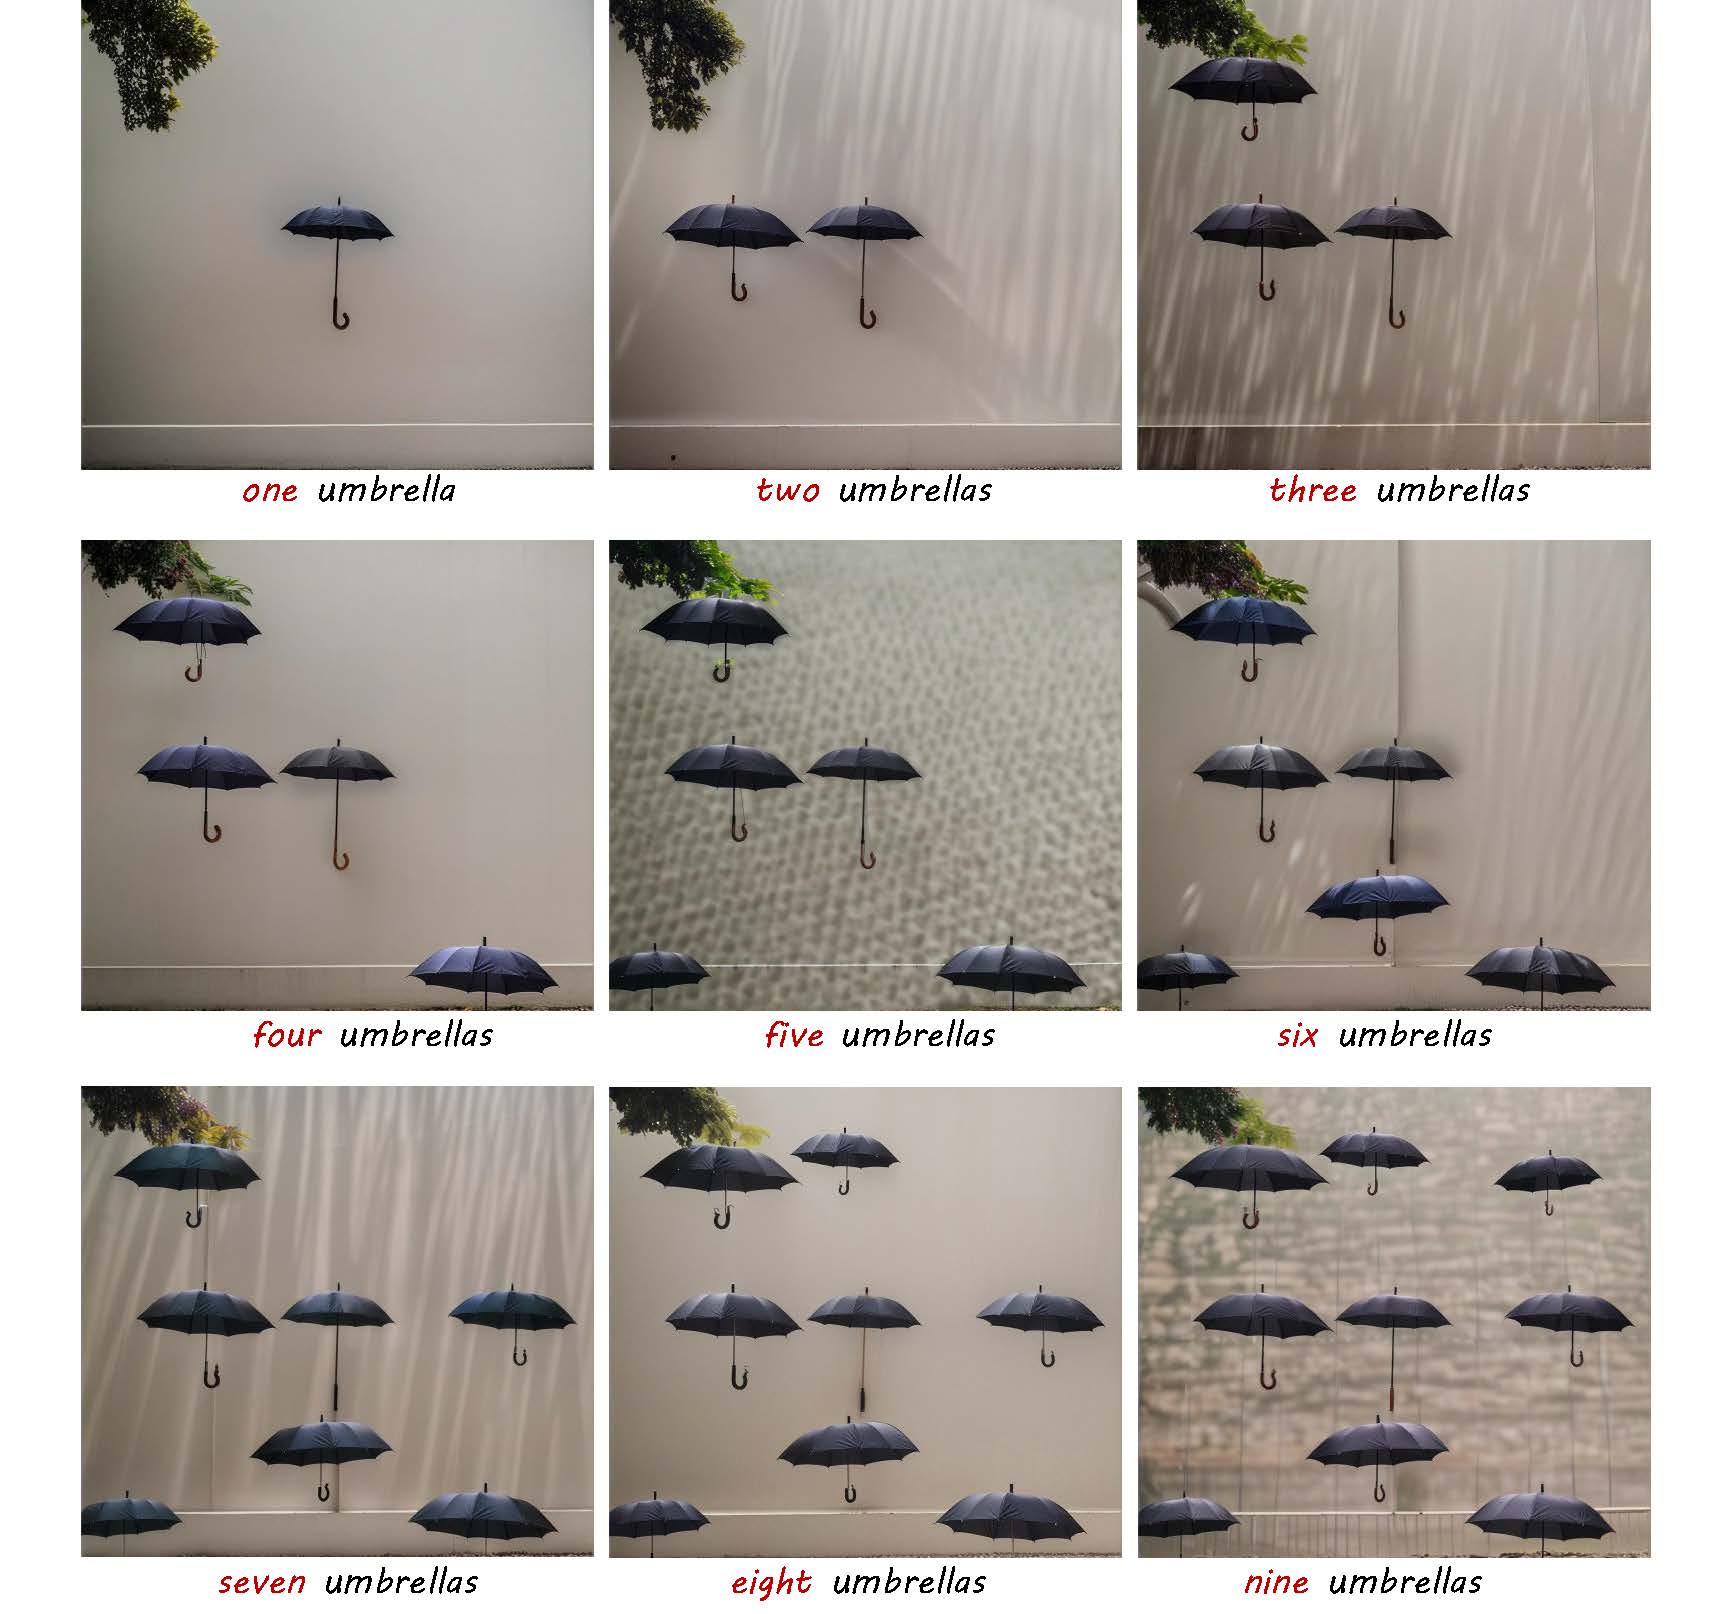 one umbrella
two umbrellas
three umbrellas
four umbrellas
five umbrellas
six umbrellas
seven umbrellas
eight umbrellas
nine umbrellas